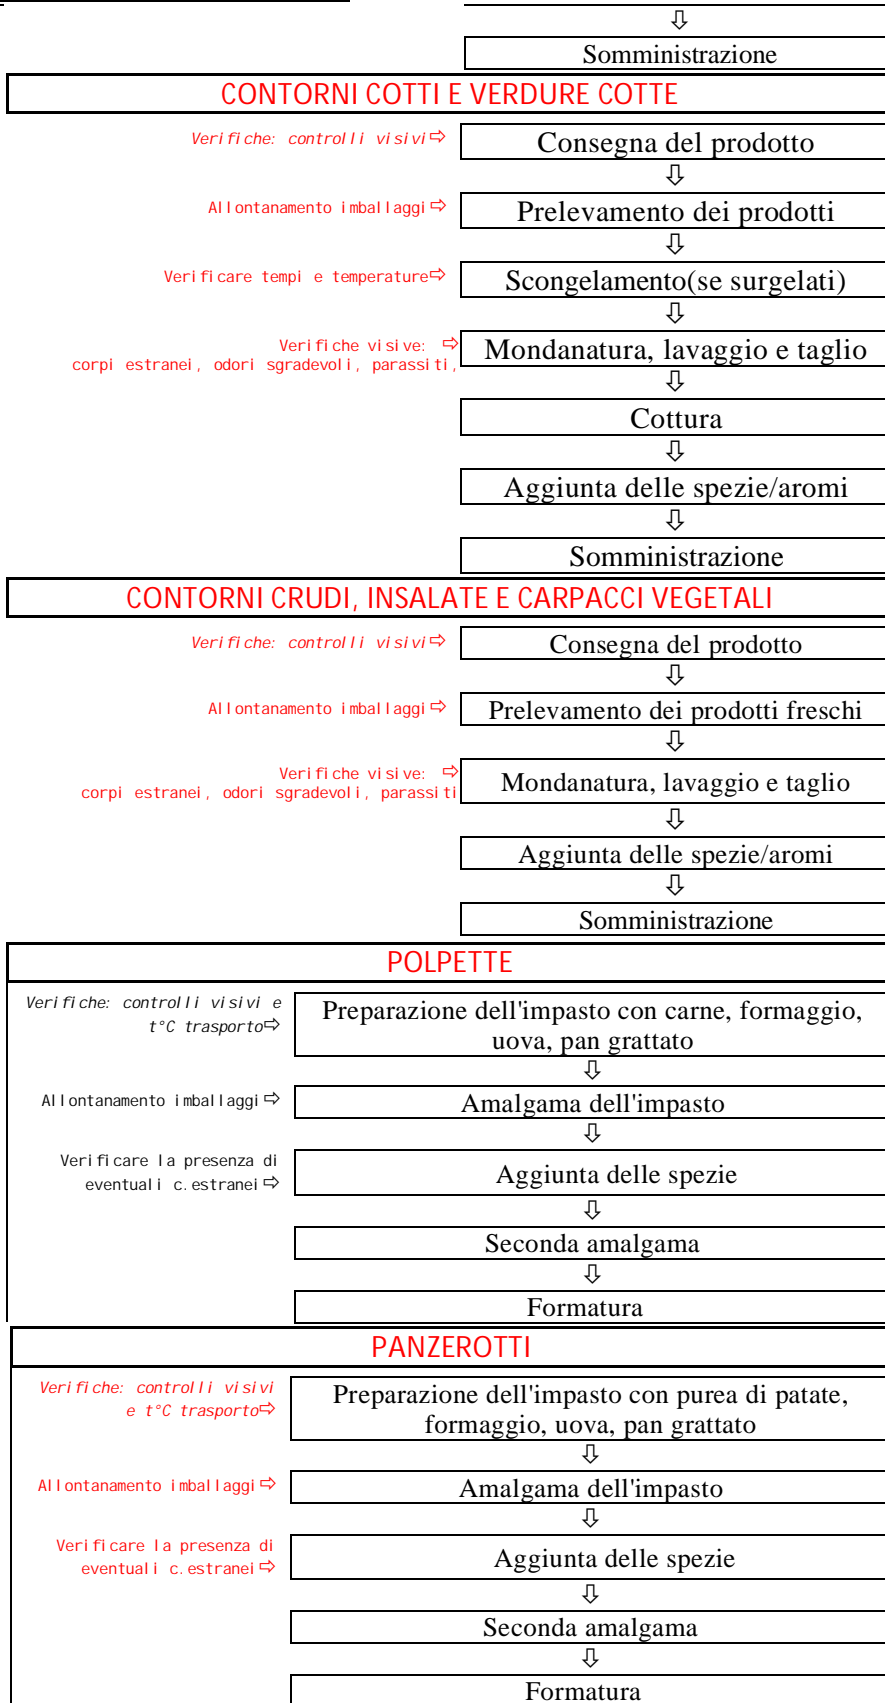 ⇩
Somministrazione
CONTORNI COTTI E VERDURE COTTE
Verifiche: controlli visivi⇨
Consegna del prodotto
⇩
Allontanamento imballaggi⇨
Prelevamento dei prodotti
⇩
Verificare tempi e temperature⇨
Scongelamento(se surgelati)
⇩
Verifiche visive: ⇨
corpi estranei, odori sgradevoli, parassiti,
Mondanatura, lavaggio e taglio
⇩
Cottura
⇩
Aggiunta delle spezie/aromi
⇩
Somministrazione
CONTORNI CRUDI, INSALATE E CARPACCI VEGETALI
Verifiche: controlli visivi⇨
Consegna del prodotto
⇩
Allontanamento imballaggi⇨
Prelevamento dei prodotti freschi
⇩
Verifiche visive: ⇨
corpi estranei, odori sgradevoli, parassiti
Mondanatura, lavaggio e taglio
⇩
Aggiunta delle spezie/aromi
⇩
Somministrazione
POLPETTE
Verifiche: controlli visivi e
t°C trasporto⇨
Preparazione dell'impasto con carne, formaggio,
uova, pan grattato
⇩
Allontanamento imballaggi⇨
Amalgama dell'impasto
⇩
Verificare la presenza di
eventuali c.estranei⇨
Aggiunta delle spezie
⇩
Seconda amalgama
⇩
Formatura
PANZEROTTI
Verifiche: controlli visivi
e t°C trasporto⇨
Preparazione dell'impasto con purea di patate,
formaggio, uova, pan grattato
⇩
Allontanamento imballaggi⇨
Amalgama dell'impasto
⇩
Verificare la presenza di
eventuali c.estranei⇨
Aggiunta delle spezie
⇩
Seconda amalgama
⇩
Formatura